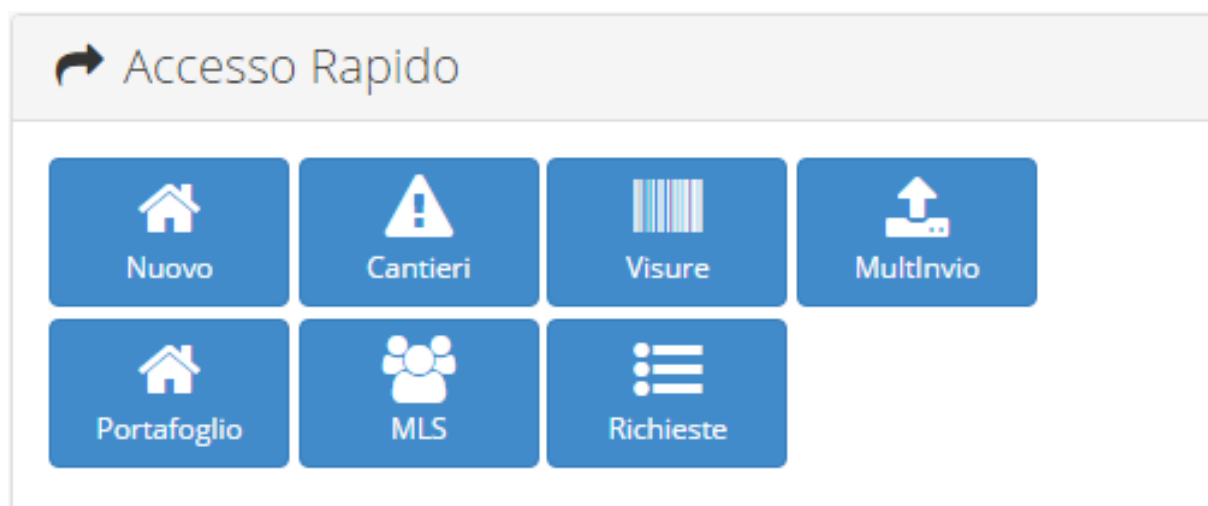 Accesso Rapido
Nuovo
Cantieri
Visure
MultInvio
Portafoglio
MLS
Richieste